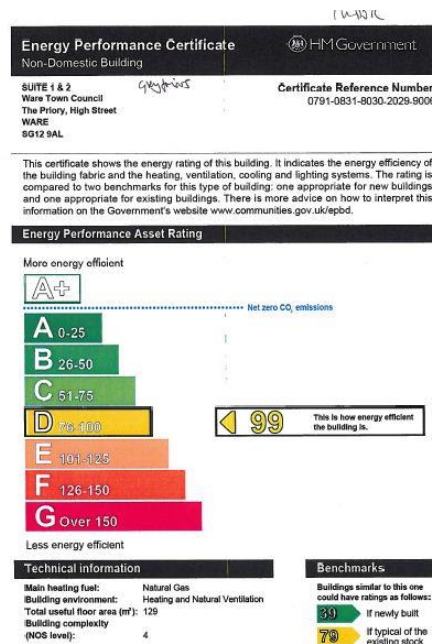 Energy Performance Certificate
HM Government
Non-Domestic Building
SUITE 1 & 2
Ware Town Council
The Priory, High Street
WARE
SG12 9AL
Certificate Reference Number
0791-0831-8030-2029-9006
This certificate shows the energy rating of this building. It indicates the energy efficiency of
the building fabric and the heating, ventilation, cooling and lighting systems. The rating is
compared to two benchmarks for this type of building: one appropriate for new buildings
and one appropriate for existing buildings. There is more advice on how to interpret this
information on the Government's website www.communities.gov.uk/epbd.
Energy Performance Asset Rating
More energy efficient
A+
Net zero CO₂ emissions
A 0-25
B 26-50
C 51-75
D 76-100
99
This is how energy efficient
the building is.
E 101-125
F 126-150
G Over 150
Less energy efficient
Technical information
Main heating fuel: Natural Gas
Building environment: Heating and Natural Ventilation
Total useful floor area (m²): 129
Building complexity
(NOS level): 4
Benchmarks
Buildings similar to this one
could have ratings as follows:
39 If newly built
79 If typical of the
existing stock